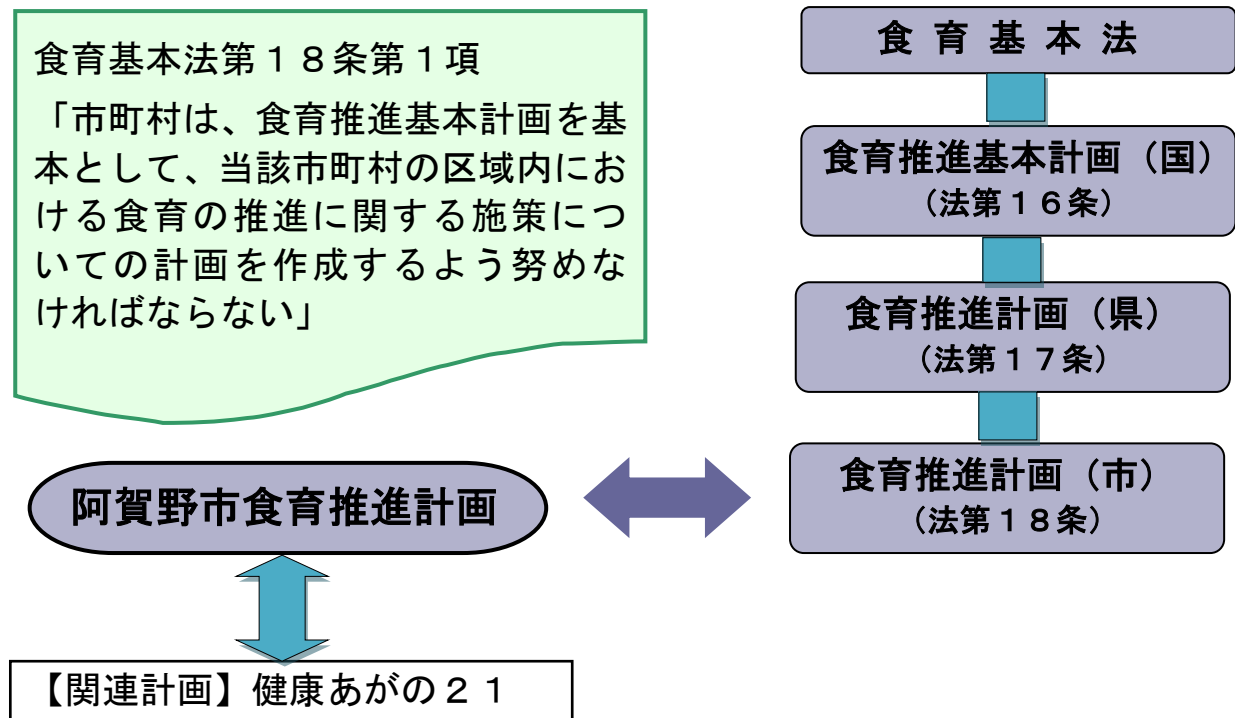 食育基本法第１８条第１項
「市町村は、食育推進基本計画を基
本として、当該市町村の区域内にお
ける食育の推進に関する施策につ
いての計画を作成するよう努めな
ければならない」
食 育 基 本 法
食育推進基本計画（国）
（法第１６条）
食育推進計画（県）
（法第１７条）
食育推進計画（市）
（法第１８条）
阿賀野市食育推進計画
【関連計画】健康あがの２１